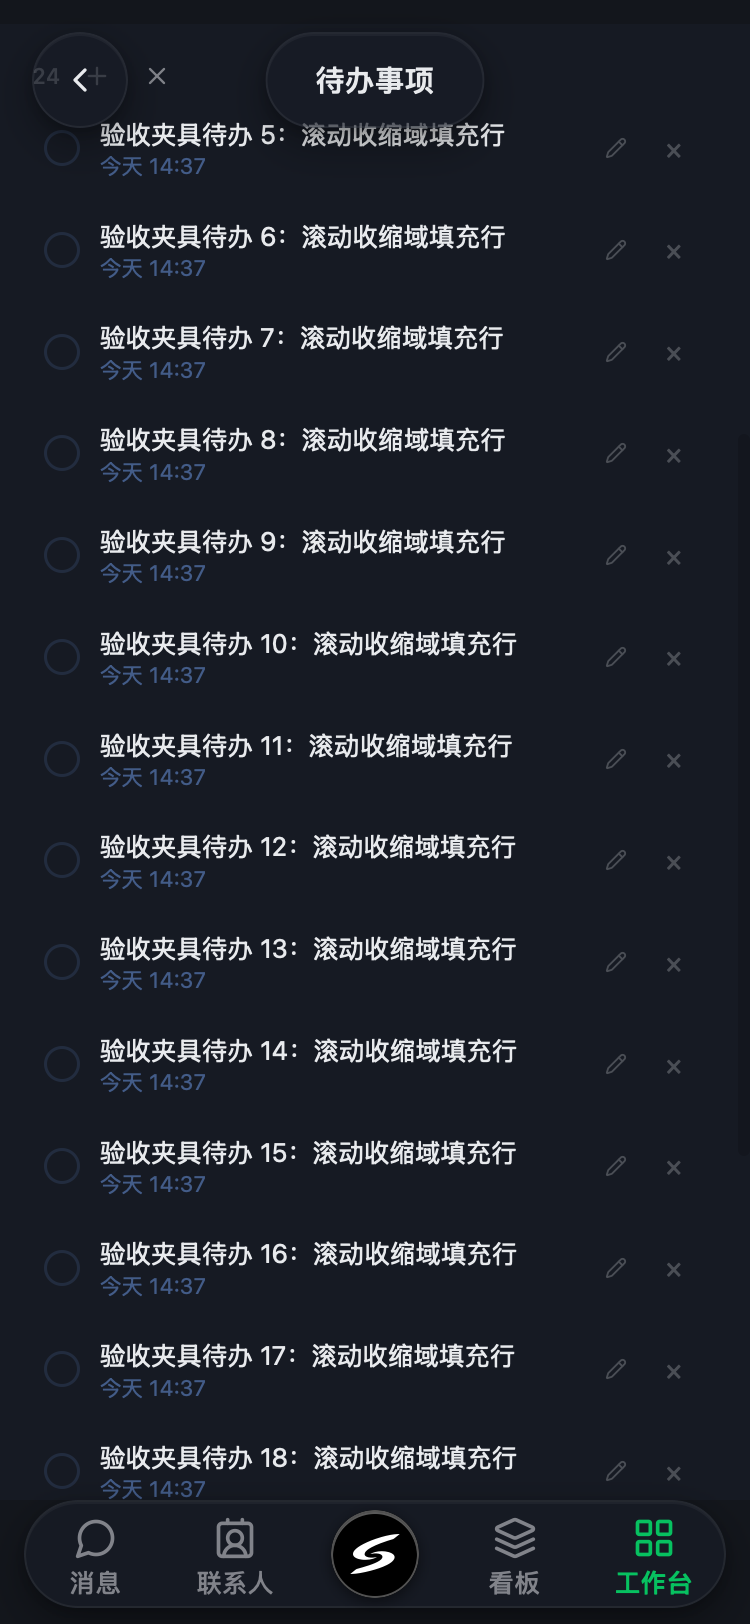 24
待办事项
验收夹具待办 5：滚动收缩域填充行
今天 14:37
验收夹具待办 6：滚动收缩域填充行
今天 14:37
验收夹具待办 7：滚动收缩域填充行
今天 14:37
验收夹具待办 8：滚动收缩域填充行
今天 14:37
验收夹具待办 9：滚动收缩域填充行
今天 14:37
验收夹具待办 10：滚动收缩域填充行
今天 14:37
验收夹具待办 11：滚动收缩域填充行
今天 14:37
验收夹具待办 12：滚动收缩域填充行
今天 14:37
验收夹具待办 13：滚动收缩域填充行
今天 14:37
验收夹具待办 14：滚动收缩域填充行
今天 14:37
验收夹具待办 15：滚动收缩域填充行
今天 14:37
验收夹具待办 16：滚动收缩域填充行
今天 14:37
验收夹具待办 17：滚动收缩域填充行
今天 14:37
验收夹具待办 18：滚动收缩域填充行
今天 14:37
消息
联系人
看板
工作台